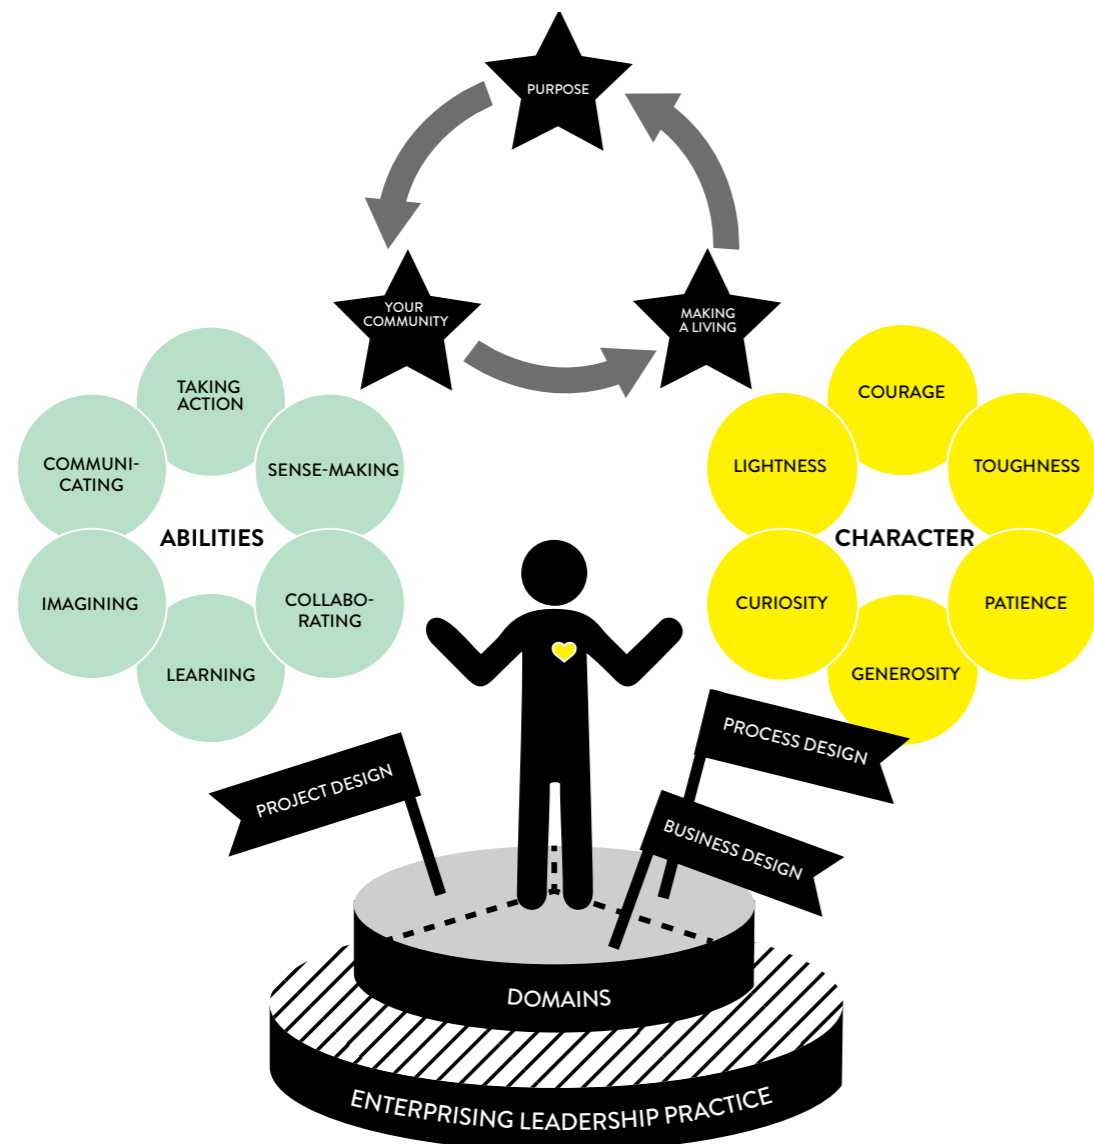 PURPOSE
YOUR
COMMUNITY
MAKING
A LIVING
TAKING
ACTION
COMMUNI-
CATING
SENSE-MAKING
ABILITIES
IMAGINING
COLLABO-
RATING
LEARNING
COURAGE
LIGHTNESS
TOUGHNESS
CHARACTER
CURIOSITY
PATIENCE
GENEROSITY
PROJECT DESIGN
PROCESS DESIGN
BUSINESS DESIGN
DOMAINS
ENTERPRISING LEADERSHIP PRACTICE